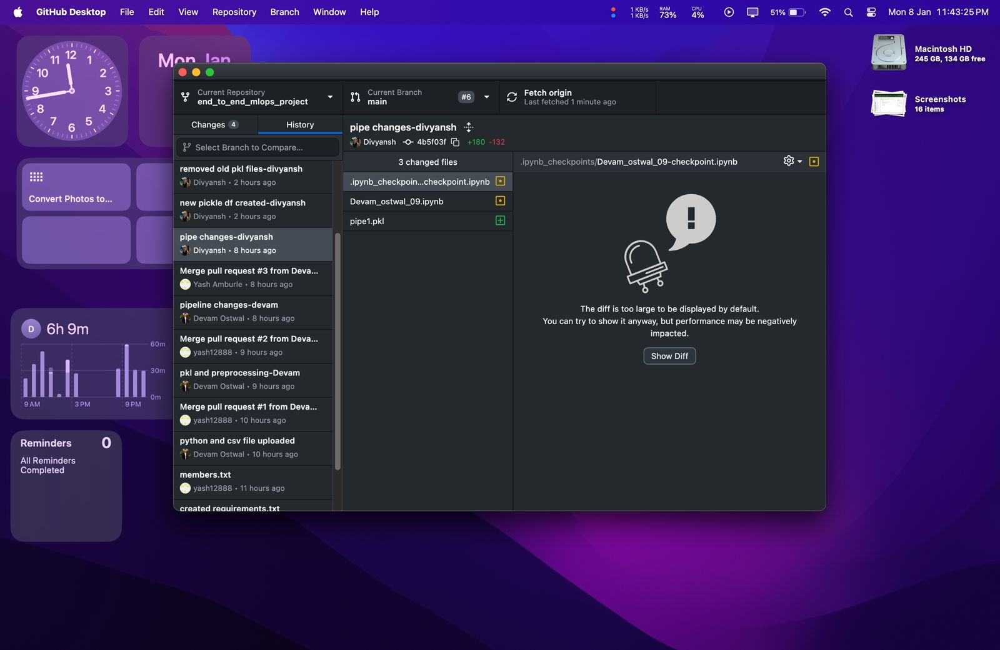 GitHub Desktop File Edit View Repository Branch Window Help
1 KB/s
1 KB/s
RAM
73%
CPU
4%
51%
Mon 8 Jan 11:43:25 PM
12
1
2
3
4
5
6
7
8
9
10
11
Mon Jan
Macintosh HD
245 GB, 134 GB free
Screenshots
16 items
Convert Photos to...
D 6h 9m
60m
30m
0m
9 AM 3 PM 9 PM
Reminders 0
All Reminders
Completed
Current Repository
end_to_end_mlops_project
Current Branch
main
#6
Fetch origin
Last fetched 1 minute ago
Changes 4
History
Select Branch to Compare...
removed old pkl files-divyansh
Divyansh • 2 hours ago
new pickle df created-divyansh
Divyansh • 2 hours ago
pipe changes-divyansh
Divyansh • 8 hours ago
Merge pull request #3 from Deva...
Yash Amburle • 8 hours ago
pipeline changes-devam
Devam Ostwal • 8 hours ago
Merge pull request #2 from Deva...
yash12888 • 9 hours ago
pkl and preprocessing-Devam
Devam Ostwal • 9 hours ago
Merge pull request #1 from Deva...
yash12888 • 10 hours ago
python and csv file uploaded
Devam Ostwal • 10 hours ago
members.txt
yash12888 • 11 hours ago
created requirements.txt
pipe changes-divyansh
Divyansh 4b5f03f +180 -132
3 changed files
.ipynb_checkpoin...checkpoint.ipynb
Devam_ostwal_09.ipynb
pipe1.pkl
.ipynb_checkpoints/Devam_ostwal_09-checkpoint.ipynb
The diff is too large to be displayed by default.
You can try to show it anyway, but performance may be negatively
impacted.
Show Diff